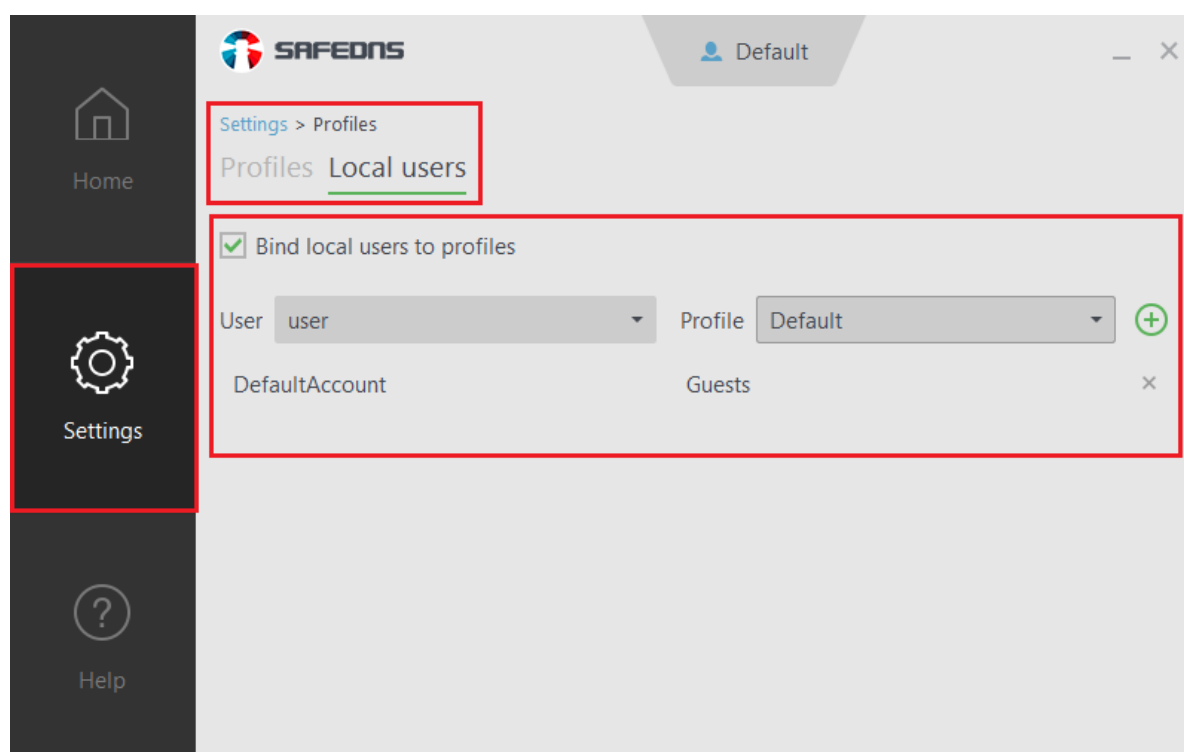 SAFEDNS
Default
Home
Settings > Profiles
Profiles Local users
Bind local users to profiles
User user Profile Default
DefaultAccount Guests
Settings
Help